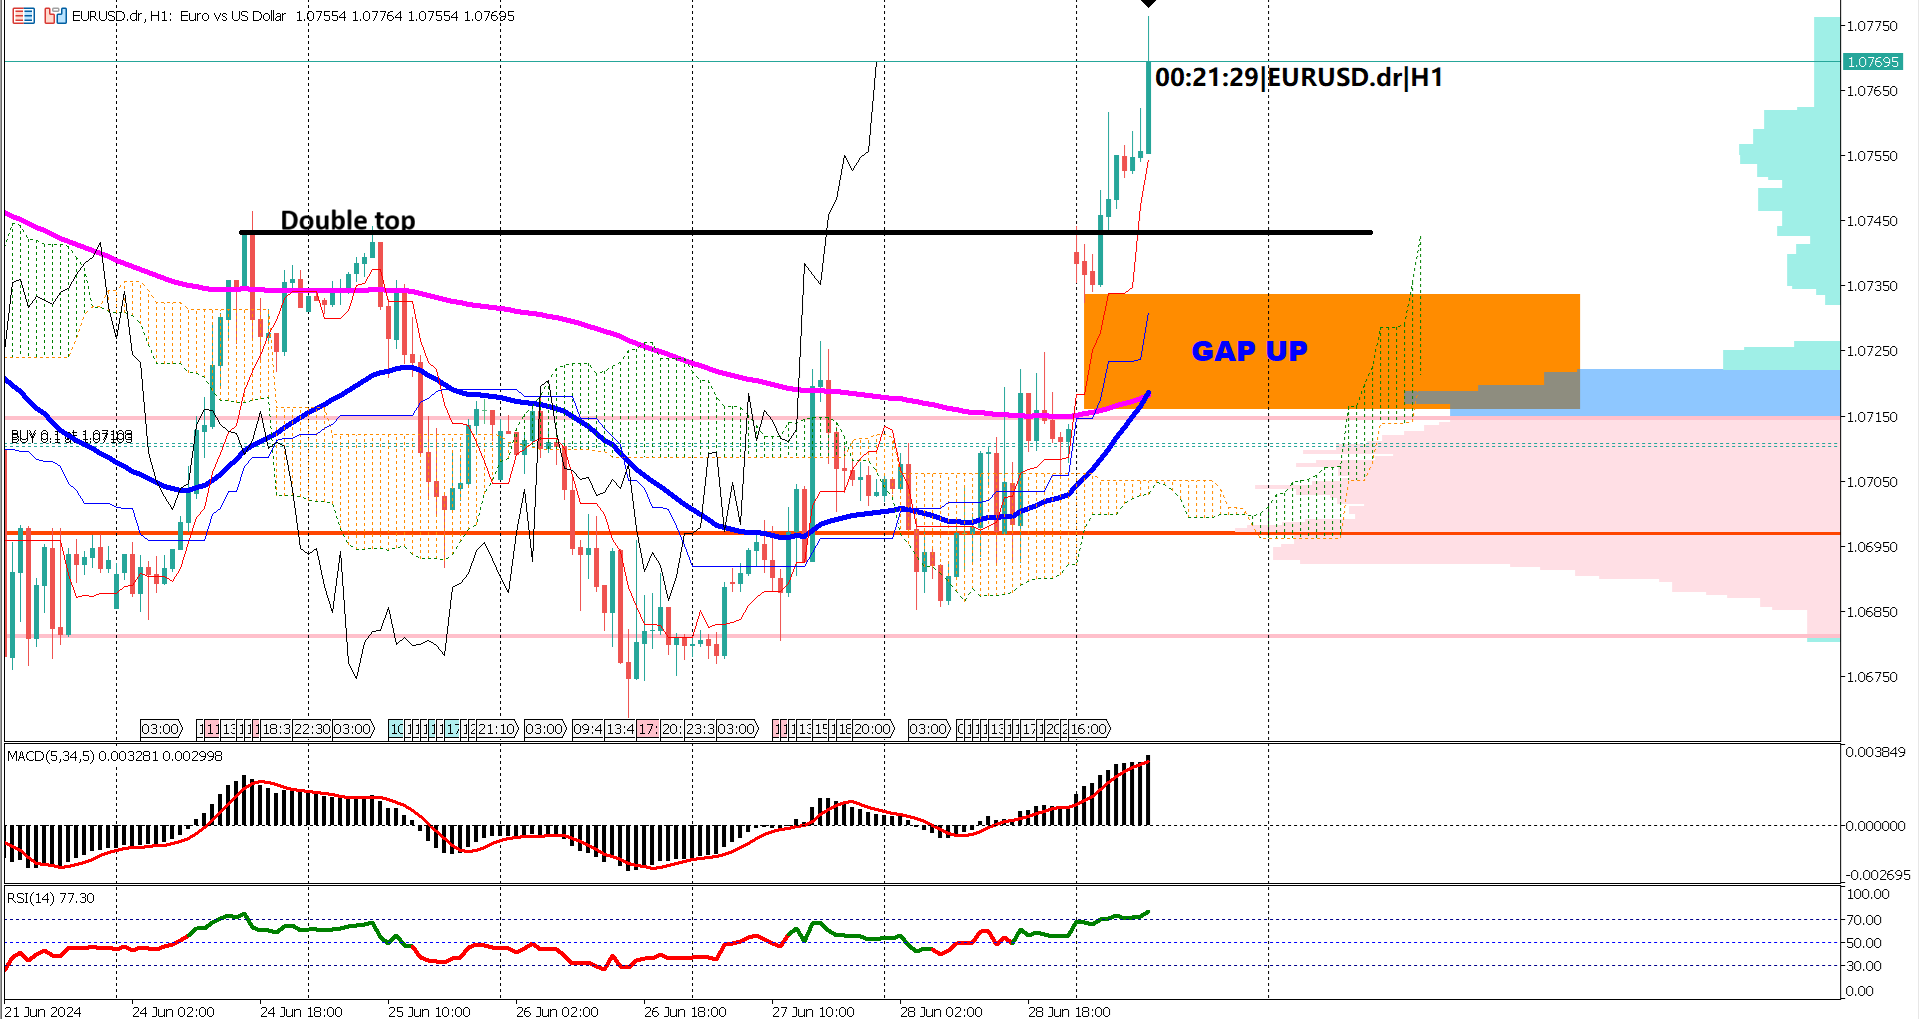 EURUSD.dr, H1: Euro vs US Dollar 1.07554 1.07764 1.07554 1.07695
1.07750
1.07695
00:21:29|EURUSD.dr|H1
1.07650
1.07550
Double top
1.07450
1.07350
GAP UP
1.07250
1.07150
BUY 0.1 at
1.07050
1.06950
1.06850
1.06750
03:00 22:30 03:00 21:10 03:00 03:00 20:00 03:00 16:00
MACD(5,34,5) 0.003281 0.002998
0.003849
0.000000
-0.002695
RSI(14) 77.30
100.00
70.00
50.00
30.00
0.00
21 Jun 2024 24 Jun 02:00 24 Jun 18:00 25 Jun 10:00 26 Jun 02:00 26 Jun 18:00 27 Jun 10:00 28 Jun 02:00 28 Jun 18:00